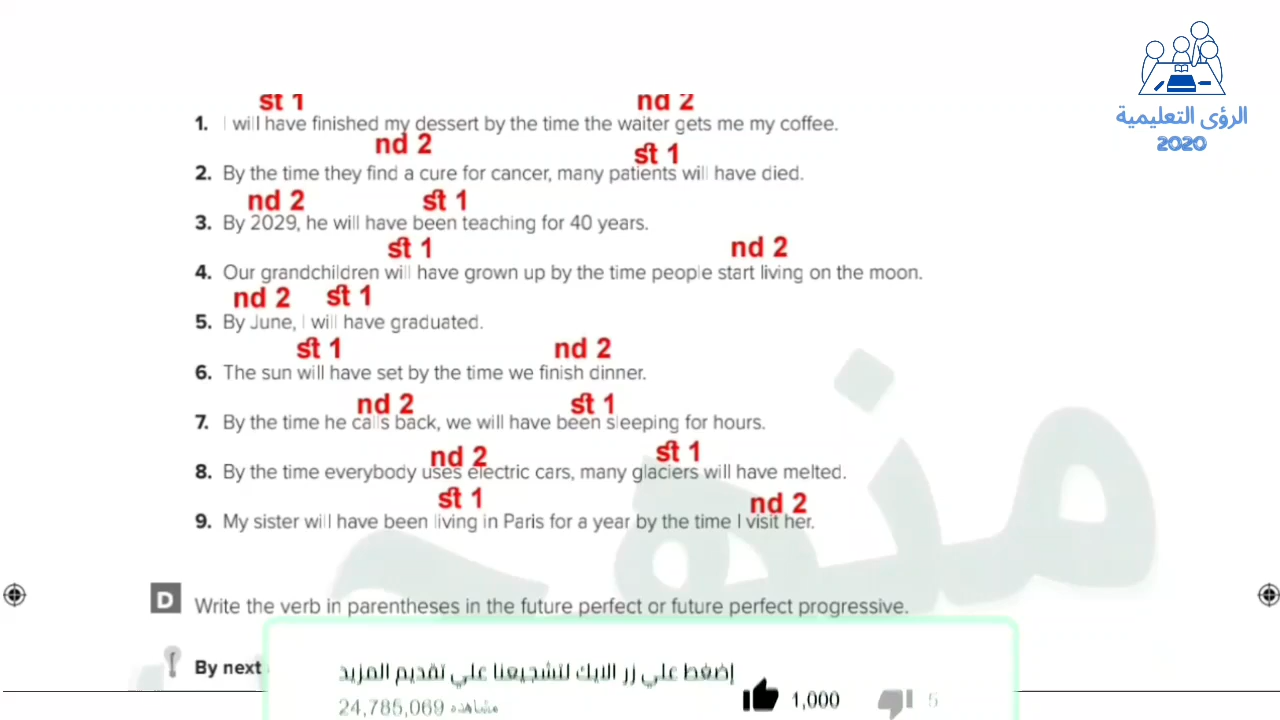 الرؤى التعليمية
2020
st 1 nd 2
1. I will have finished my dessert by the time the waiter gets me my coffee.
nd 2 st 1
2. By the time they find a cure for cancer, many patients will have died.
nd 2 st 1
3. By 2029, he will have been teaching for 40 years.
st 1 nd 2
4. Our grandchildren will have grown up by the time people start living on the moon.
nd 2 st 1
5. By June, I will have graduated.
st 1 nd 2
6. The sun will have set by the time we finish dinner.
nd 2 st 1
7. By the time he calls back, we will have been sleeping for hours.
nd 2 st 1
8. By the time everybody uses electric cars, many glaciers will have melted.
st 1 nd 2
9. My sister will have been living in Paris for a year by the time I visit her.
D Write the verb in parentheses in the future perfect or future perfect progressive.
By next
إضغط علي زر الايك لتشجيعنا علي تقديم المزيد
24,785,069 مشاهده
1,000 5